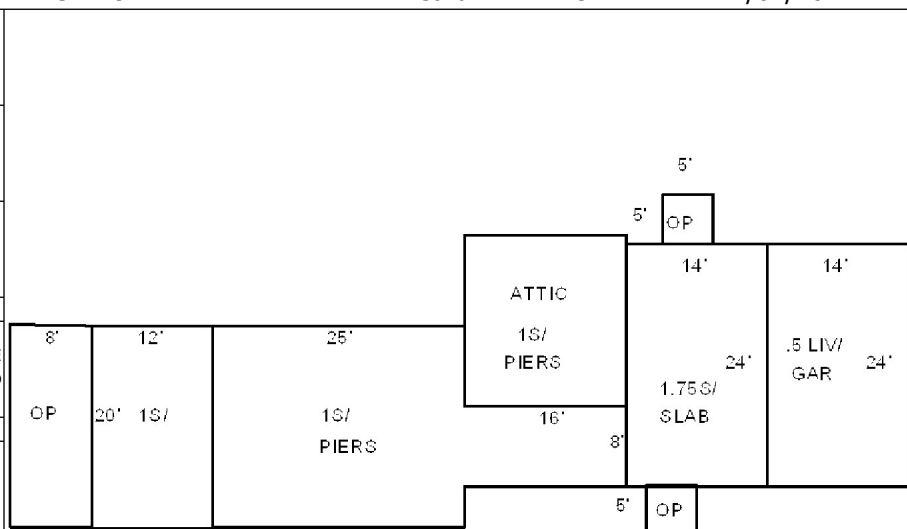 5'
5'
OP
14'
14'
ATTIC
1S/
PIERS
8'
12'
25'
24'
.5 LIV/
GAR
24'
1.75S/
SLAB
OP
20'
1S/
1S/
PIERS
16'
8'
5'
OP